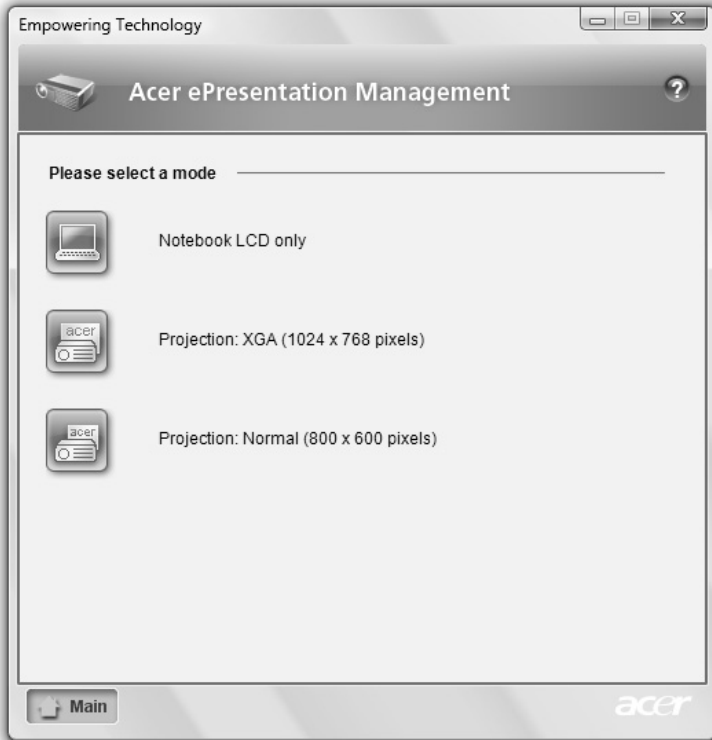 Empowering Technology
Acer ePresentation Management
?
Please select a mode
Notebook LCD only
acer
Projection: XGA (1024 x 768 pixels)
acer
Projection: Normal (800 x 600 pixels)
Main
acer